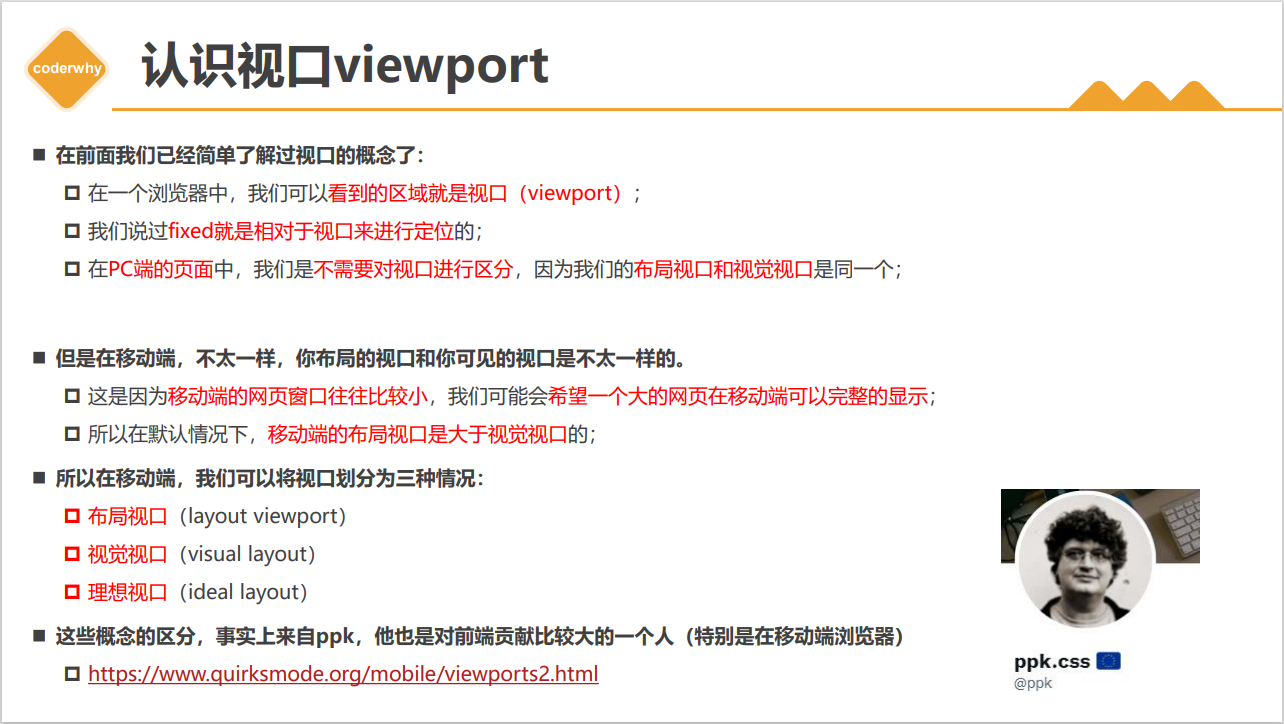 coderwhy
认识视口viewport
在前面我们已经简单了解过视口的概念了：
在一个浏览器中，我们可以看到的区域就是视口（viewport）；
我们说过fixed就是相对于视口来进行定位的；
在PC端的页面中，我们是不需要对视口进行区分，因为我们的布局视口和视觉视口是同一个；
但是在移动端，不太一样，你布局的视口和你可见的视口是不太一样的。
这是因为移动端的网页窗口往往比较小，我们可能会希望一个大的网页在移动端可以完整的显示；
所以在默认情况下，移动端的布局视口是大于视觉视口的；
所以在移动端，我们可以将视口划分为三种情况：
布局视口（layout viewport）
视觉视口（visual layout）
理想视口（ideal layout）
这些概念的区分，事实上来自ppk，他也是对前端贡献比较大的一个人（特别是在移动端浏览器）
https://www.quirksmode.org/mobile/viewports2.html
ppk.css
@ppk